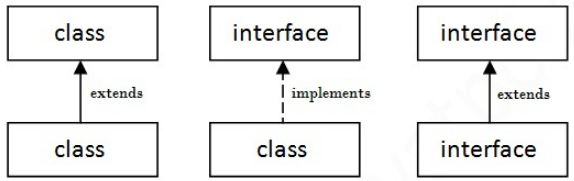 class interface interface
extends implements extends
class class interface